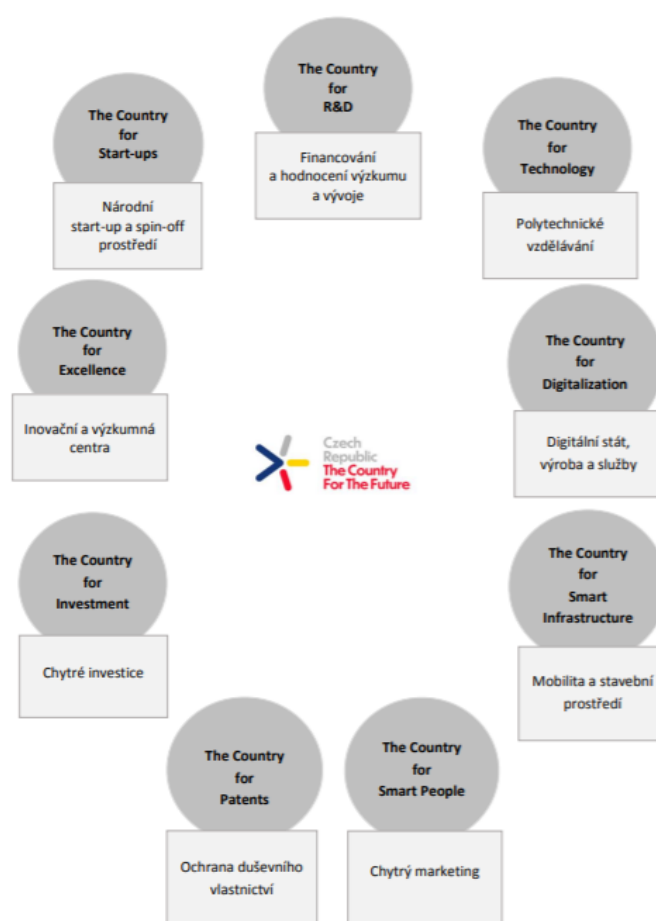 The Country
for
R&D
Financování
a hodnocení výzkumu
a vývoje
The Country
for
Start-ups
Národní
start-up a spin-off
prostředí
The Country
for
Technology
Polytechnické
vzdělávání
The Country
for
Excellence
Inovační a výzkumná
centra
The Country
for
Digitalization
Digitální stát,
výroba a služby
Czech
Republic
The Country
For The Future
The Country
for
Investment
Chytré investice
The Country
for
Smart
Infrastructure
Mobilita a stavební
prostředí
The Country
for
Patents
Ochrana duševního
vlastnictví
The Country
for
Smart People
Chytrý marketing